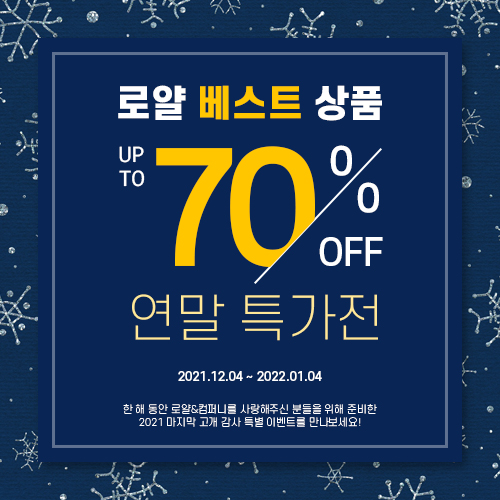 로얄 베스트 상품
UP TO 70% OFF
연말 특가전
2021.12.04 ~ 2022.01.04
한 해 동안 로얄&컴퍼니를 사랑해주신 분들을 위해 준비한
2021 마지막 고개 감사 특별 이벤트를 만나보세요!